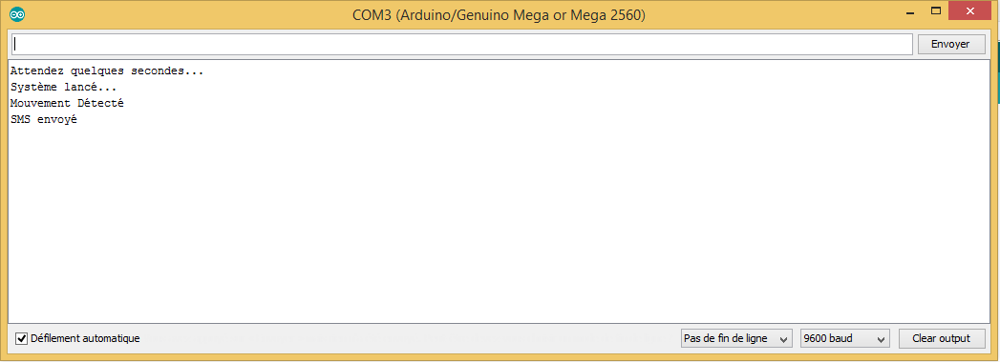 COM3 (Arduino/Genuino Mega or Mega 2560)
Envoyer
Attendez quelques secondes...
Système lancé...
Mouvement Détecté
SMS envoyé
Défilement automatique
Pas de fin de ligne
9600 baud
Clear output